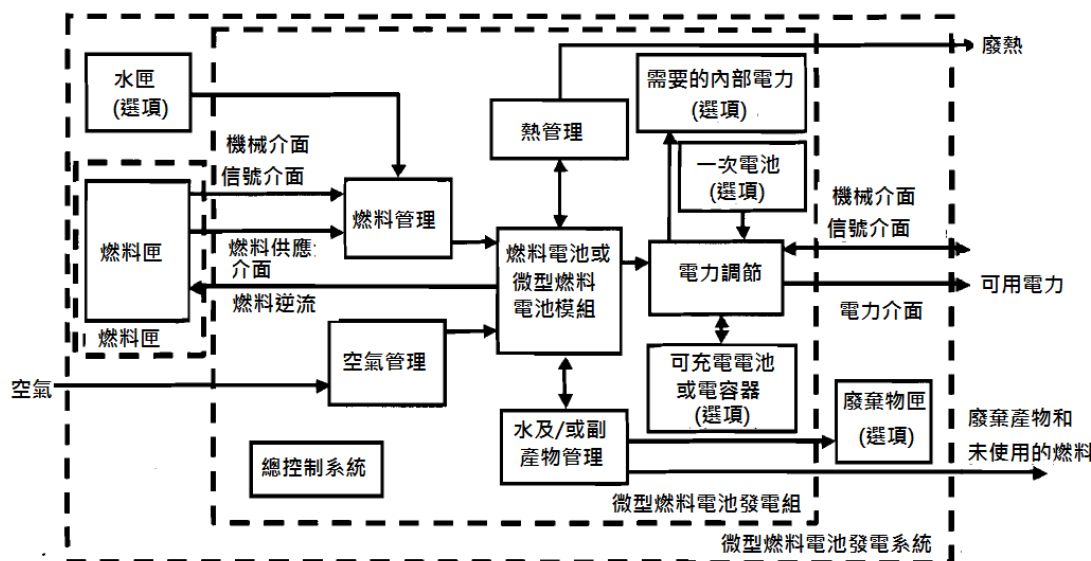 廢熱
水匣
(選項)
需要的內部電力
(選項)
熱管理
機械介面
信號介面
一次電池
(選項)
燃料匣
燃料管理
機械介面
信號介面
燃料供應
介面
燃料電池或
微型燃料
電池模組
電力調節
可用電力
燃料逆流
電力介面
燃料匣
空氣管理
可充電電池
或電容器
(選項)
空氣
廢棄物匣
(選項)
水及/或副
產物管理
廢棄產物和
未使用的燃料
總控制系統
微型燃料電池發電組
微型燃料電池發電系統